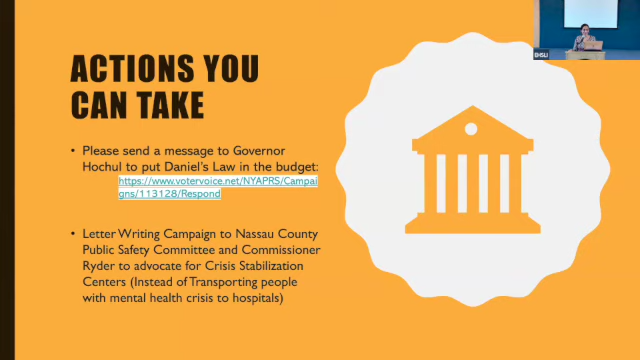 ACTIONS YOU
CAN TAKE
• Please send a message to Governor
Hochul to put Daniel's Law in the budget:
https://www.votervoice.net/NYAPRS/Campai
gns/113128/Respond
• Letter Writing Campaign to Nassau County
Public Safety Committee and Commissioner
Ryder to advocate for Crisis Stabilization
Centers (Instead of Transporting people
with mental health crisis to hospitals)
EHSLI